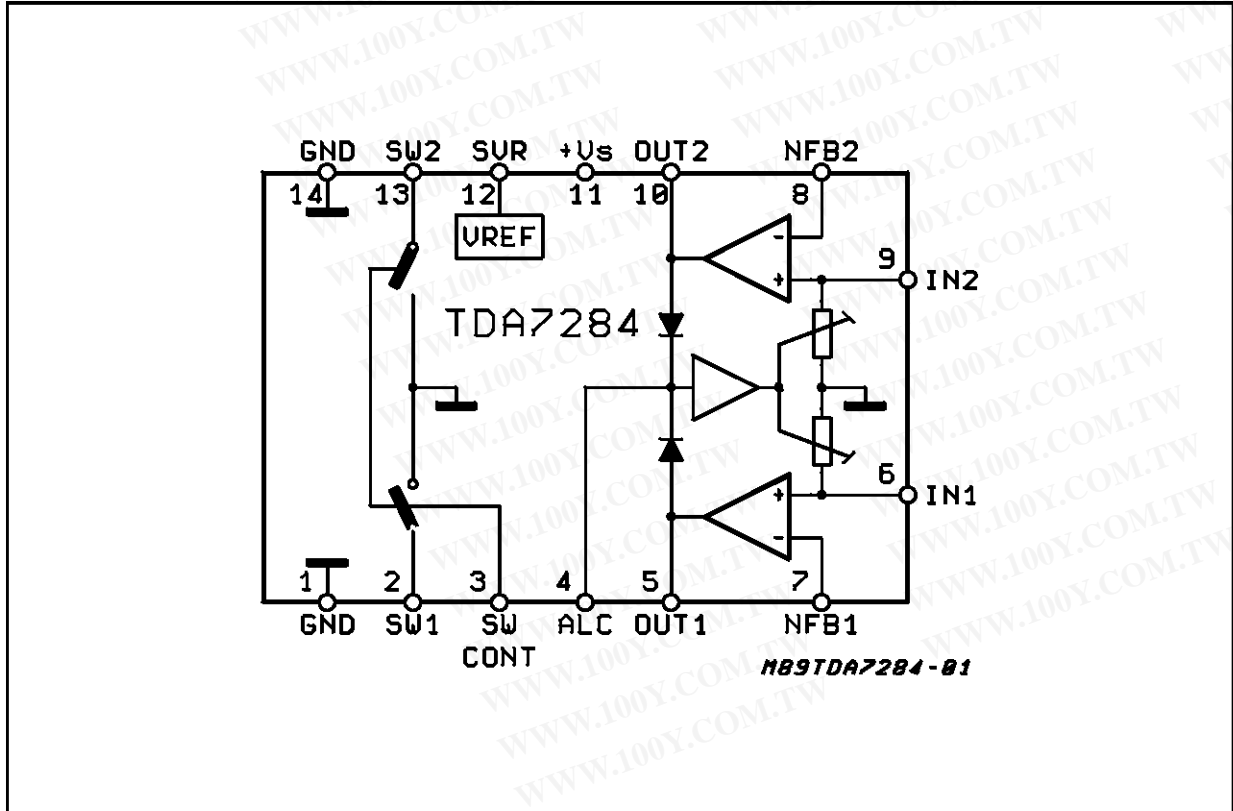 GND SW2 SVR +Vs OUT2 NFB2
14 13 12 11 10 8
VREF
9
IN2
TDA7284
6
IN1
1 2 3 4 5 7
GND SW1 SW ALC OUT1 NFB1
CONT
M89TDA7284-01
WWW.100Y.COM.TW